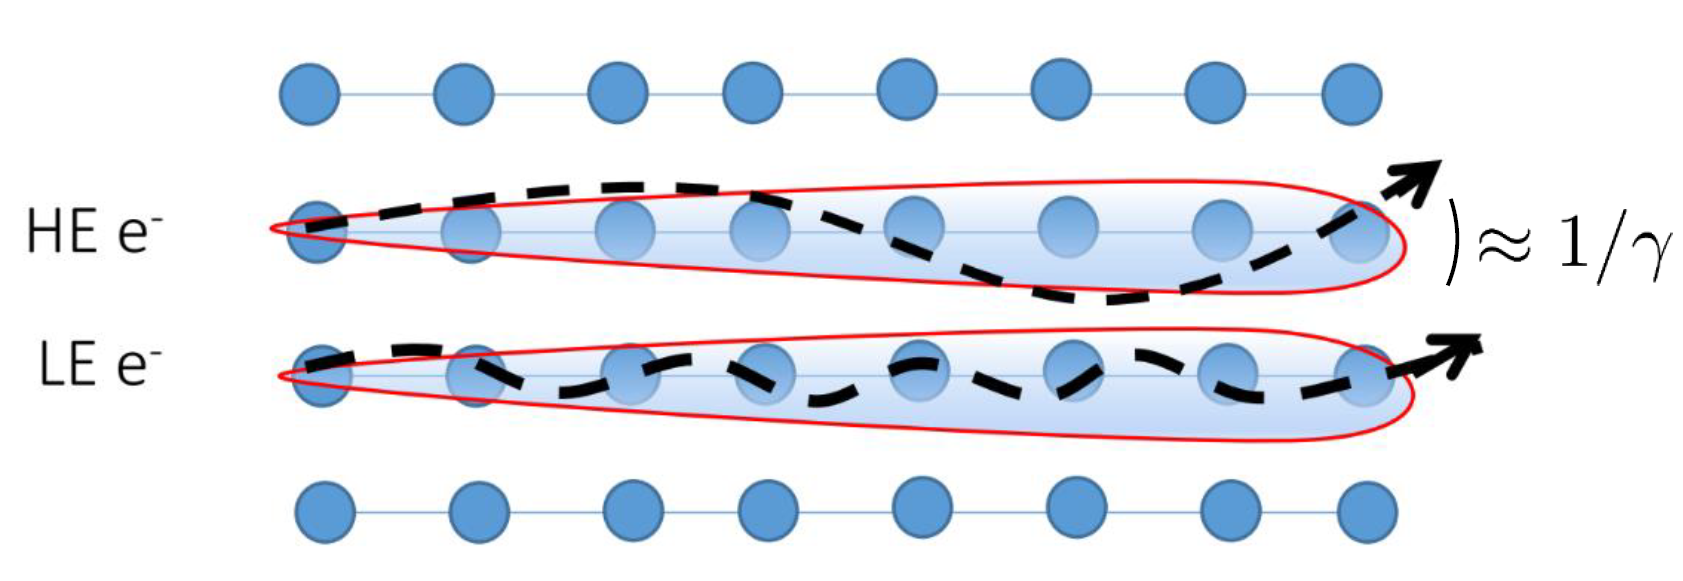 HE e⁻
) ≈ 1/γ
LE e⁻